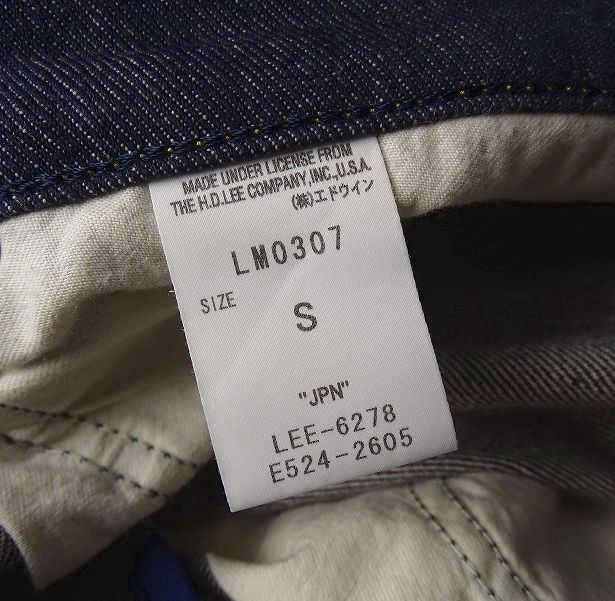 MADE UNDER LICENSE FROM
THE H.D.LEE COMPANY,INC.,U.S.A.
(株)エドウイン
LM0307
SIZE
S
"JPN"
LEE-6278
E524-2605